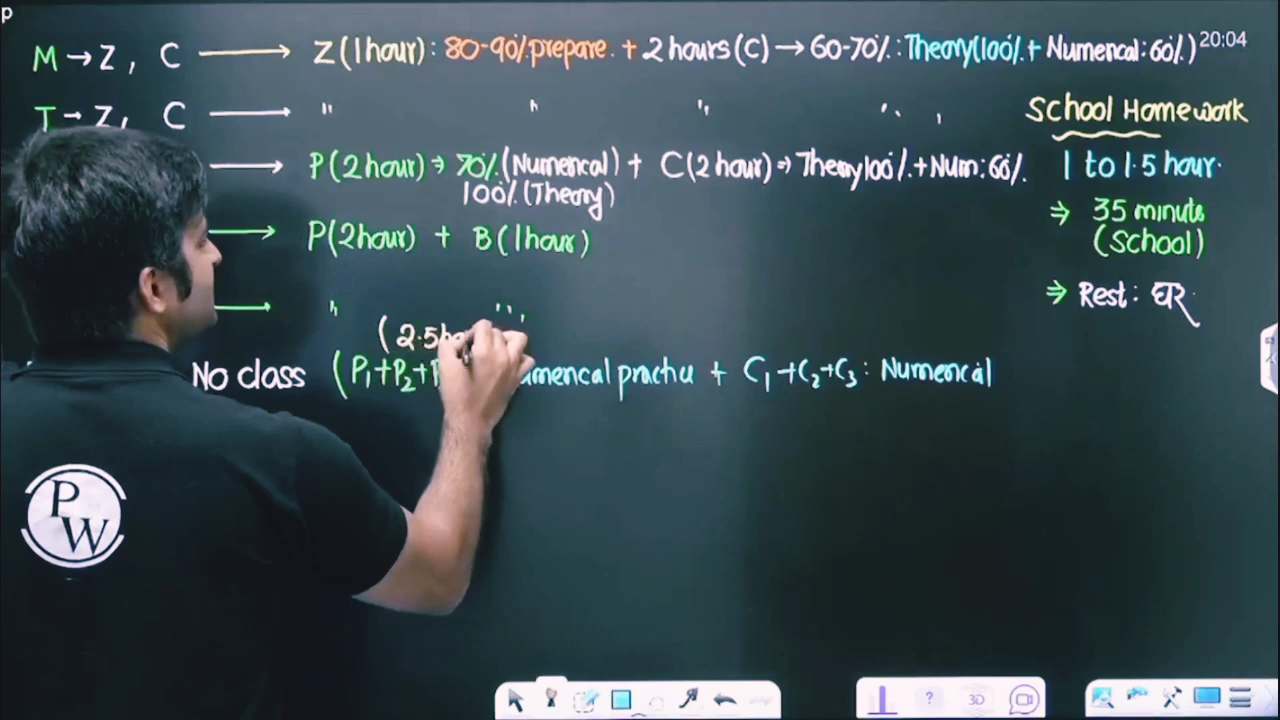 p
M → Z, C ⟶ Z (1 hour) : 80-90% prepare. + 2 hours (C) → 60-70% : Theory (100% + Numerical : 60%) 20:04
T → Z, C ⟶ " " " " ,
School Homework
⟶ P (2 hour) ⇒ 70% (Numerical) + C (2 hour) ⇒ Theory 100% + Num : 60%.
100% (Theory)
1 to 1.5 hour.
⇒ 35 minute
(School)
⟶ P (2 hour) + B (1 hour)
⇒ Rest : घर
⟶ " "
(2.5
No class (P₁+P₂+ practice + C₁+C₂+C₃ : Numerical
P
W
?
3D